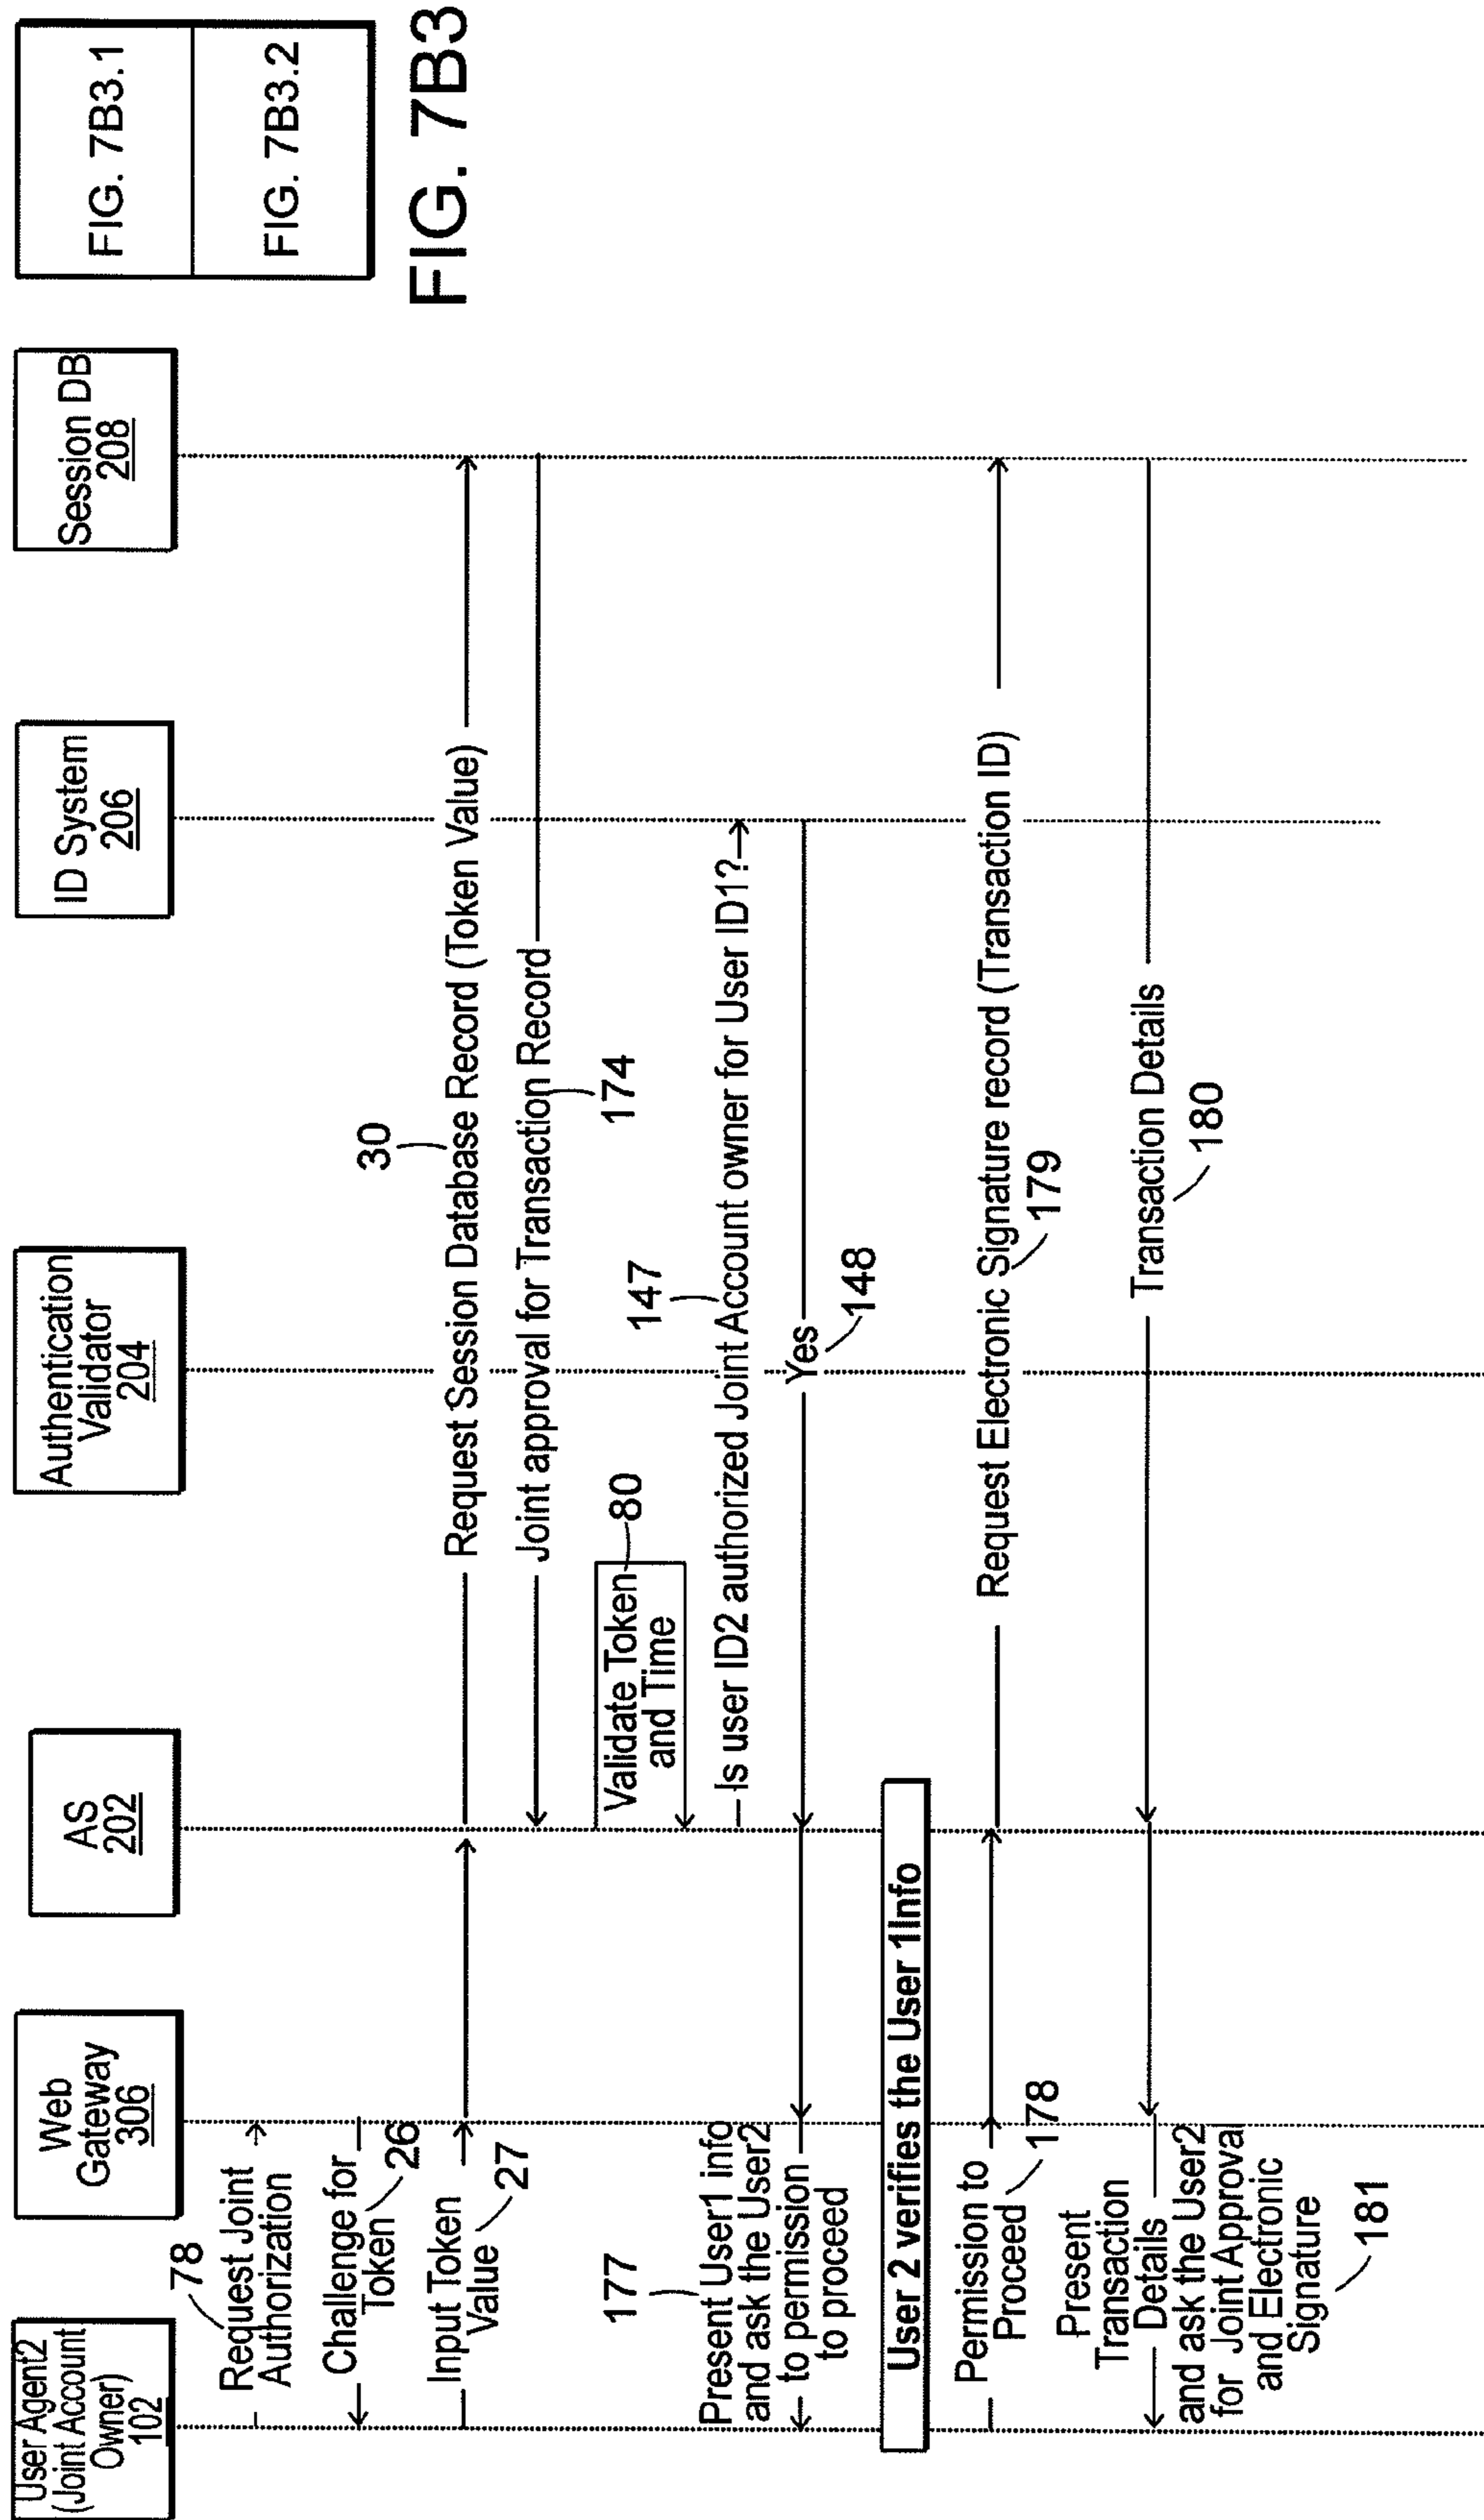 User Agent2
(Joint Account
Owner)
102
Web
Gateway
306
AS
202
Authentication
Validator
204
ID System
206
Session DB
208
FIG. 7B3.1
FIG. 7B3.2
FIG. 7B3
78
Request Joint
Authorization
Challenge for
Token
26
Input Token
Value
27
30
Request Session Database Record (Token Value)
Joint approval for Transaction Record
174
Validate Token
and Time
80
147
Is user ID2 authorized Joint Account owner for User ID1?
Yes
148
177
Present User1 info
and ask the User2
to permission
to proceed
User 2 verifies the User 1Info
Permission to
Proceed
178
Request Electronic Signature record (Transaction ID)
179
Transaction Details
180
Present
Transaction
Details
and ask the User2
for Joint Approval
and Electronic
Signature
181